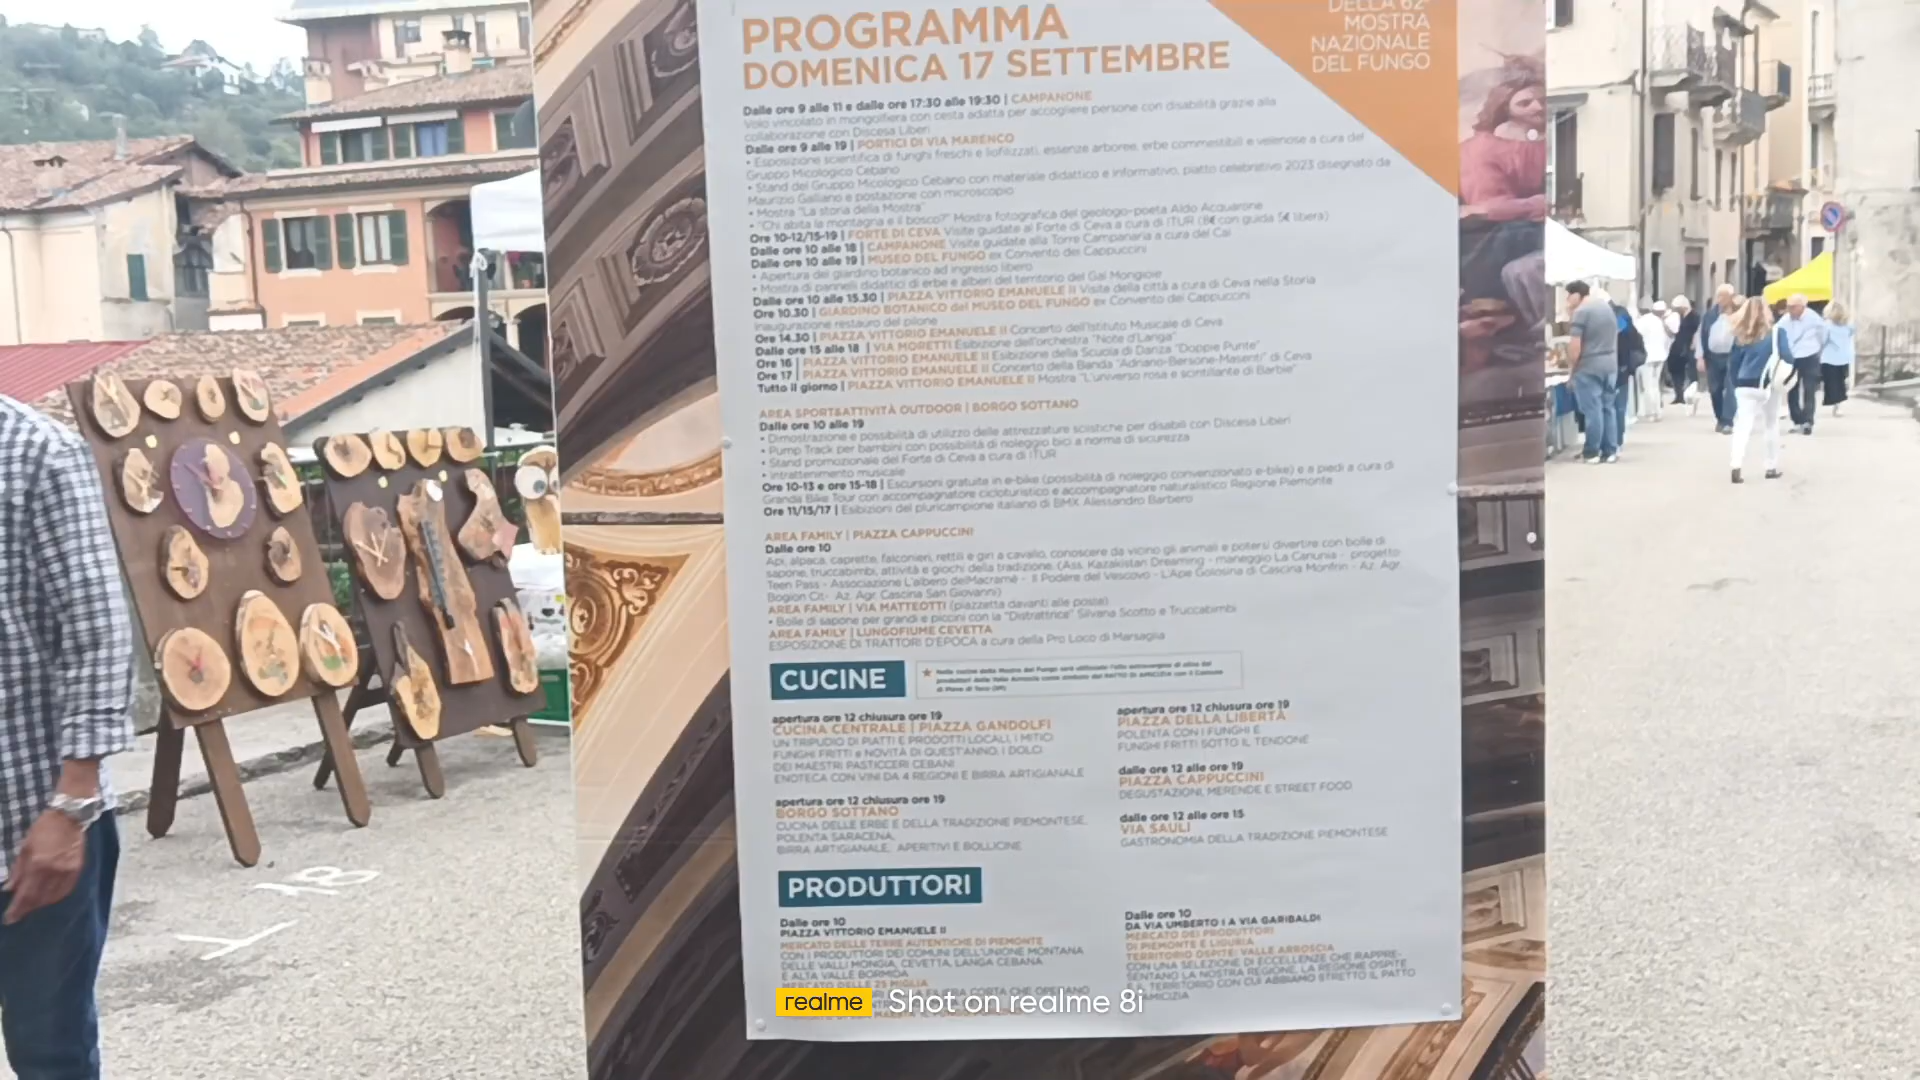 PROGRAMMA
DOMENICA 17 SETTEMBRE
DELLA 62ª
MOSTRA
NAZIONALE
DEL FUNGO
Dalle ore 9 alle 11 e dalle ore 17:30 alle 19:30 | CAMPANONE
Volo vincolato in mongolfiera con cesta adatta per accogliere persone con disabilità grazie alla
collaborazione con Discesa Liberi
Dalle ore 9 alle 19 | PORTICI DI VIA MARENCO
• Esposizione scientifica di funghi freschi e liofilizzati, essenze arboree, erbe commestibili e velenose a cura del
Gruppo Micologico Cebano
• Stand del Gruppo Micologico Cebano con materiale didattico e informativo, piatto celebrativo 2023 disegnato da
Maurizio Galliano e postazione con microscopio
• Mostra "La storia della Mostra"
• "Chi abita la montagna e il bosco?" Mostra fotografica del geologo-poeta Aldo Acquarone
Ore 10-12/15-19 | FORTE DI CEVA Visite guidate al Forte di Ceva a cura di ITUR (8€ con guida 5€ libera)
Dalle ore 10 alle 18 | CAMPANONE Visite guidate alla Torre Campanaria a cura del Cai
Dalle ore 10 alle 19 | MUSEO DEL FUNGO ex Convento dei Cappuccini
• Apertura del giardino botanico ad ingresso libero
• Mostra di pannelli didattici di erbe e alberi del territorio del Gal Mongioie
Dalle ore 10 alle 15.30 | PIAZZA VITTORIO EMANUELE II Visite della città a cura di Ceva nella Storia
Ore 10.30 | GIARDINO BOTANICO del MUSEO DEL FUNGO ex Convento dei Cappuccini
Inaugurazione restauro del pilone
Ore 14.30 | PIAZZA VITTORIO EMANUELE II Concerto dell'Istituto Musicale di Ceva
Dalle ore 15 alle 18 | VIA MORETTI Esibizione dell'orchestra "Note d'Langa"
Ore 16 | PIAZZA VITTORIO EMANUELE II Esibizione della Scuola di Danza "Doppie Punte"
Ore 17 | PIAZZA VITTORIO EMANUELE II Concerto della Banda "Adriano-Bersone-Masenti" di Ceva
Tutto il giorno | PIAZZA VITTORIO EMANUELE II Mostra "L'universo rosa e scintillante di Barbie"
AREA SPORT&ATTIVITÀ OUTDOOR | BORGO SOTTANO
Dalle ore 10 alle 19
• Dimostrazione e possibilità di utilizzo delle attrezzature sciistiche per disabili con Discesa Liberi
• Pump Track per bambini con possibilità di noleggio bici a norma di sicurezza
• Stand promozionale del Forte di Ceva a cura di ITUR
• Intrattenimento musicale
Ore 10-13 e ore 15-18 | Escursioni gratuite in e-bike (possibilità di noleggio convenzionato e-bike) e a piedi a cura di
Granda Bike Tour con accompagnatore cicloturistico e accompagnatore naturalistico Regione Piemonte
Ore 11/15/17 | Esibizioni del pluricampione italiano di BMX Alessandro Barbero
AREA FAMILY | PIAZZA CAPPUCCINI
Dalle ore 10
Api, alpaca, caprette, falconieri, rettili e giri a cavallo, conoscere da vicino gli animali e potersi divertire con bolle di
sapone, truccabimbi, attività e giochi della tradizione. (Ass. Kazakistan Dreaming - maneggio La Canunia - progetto
Teen Pass - Associazione L'albero delMacramè - Il Podere del Vescovo - L'Ape Golosina di Cascina Monfrin - Az. Agr.
Bogion Cit- Az. Agr. Cascina San Giovanni)
AREA FAMILY | VIA MATTEOTTI (piazzetta davanti alle poste)
• Bolle di sapone per grandi e piccini con la "Distrattrice" Silvana Scotto e Truccabimbi
AREA FAMILY | LUNGOFIUME CEVETTA
ESPOSIZIONE DI TRATTORI D'EPOCA a cura della Pro Loco di Marsaglia
CUCINE
Nelle cucine della Mostra del Fungo sarà utilizzato l'olio extravergine di oliva dei
produttori della Valle Arroscia come simbolo del PATTO DI AMICIZIA con il Comune
di Pieve di Teco (IM)
apertura ore 12 chiusura ore 19
CUCINA CENTRALE | PIAZZA GANDOLFI
UN TRIPUDIO DI PIATTI E PRODOTTI LOCALI, I MITICI
FUNGHI FRITTI e NOVITÀ DI QUEST'ANNO, I DOLCI
DEI MAESTRI PASTICCERI CEBANI
ENOTECA CON VINI DA 4 REGIONI E BIRRA ARTIGIANALE
apertura ore 12 chiusura ore 19
BORGO SOTTANO
CUCINA DELLE ERBE E DELLA TRADIZIONE PIEMONTESE,
POLENTA SARACENA,
BIRRA ARTIGIANALE, APERITIVI E BOLLICINE
apertura ore 12 chiusura ore 19
PIAZZA DELLA LIBERTÀ
POLENTA CON I FUNGHI E
FUNGHI FRITTI SOTTO IL TENDONE
dalle ore 12 alle ore 19
PIAZZA CAPPUCCINI
DEGUSTAZIONI, MERENDE E STREET FOOD
dalle ore 12 alle ore 15
VIA SAULI
GASTRONOMIA DELLA TRADIZIONE PIEMONTESE
PRODUTTORI
Dalle ore 10
PIAZZA VITTORIO EMANUELE II
MERCATO DELLE TERRE AUTENTICHE DI PIEMONTE
CON I PRODUTTORI DEI COMUNI DELL'UNIONE MONTANA
DELLE VALLI MONGIA, CEVETTA, LANGA CEBANA
E ALTA VALLE BORMIDA
MERCATO DELLE 25 MIGLIA
FILIERA CORTA CHE OPERANO
Dalle ore 10
DA VIA UMBERTO I A VIA GARIBALDI
MERCATO DEI PRODUTTORI
DI PIEMONTE E LIGURIA
TERRITORIO OSPITE: VALLE ARROSCIA
CON UNA SELEZIONE DI ECCELLENZE CHE RAPPRE-
SENTANO LA NOSTRA REGIONE, LA REGIONE OSPITE
E IL TERRITORIO CON CUI ABBIAMO STRETTO IL PATTO
AMICIZIA
realme Shot on realme 8i
Y 18